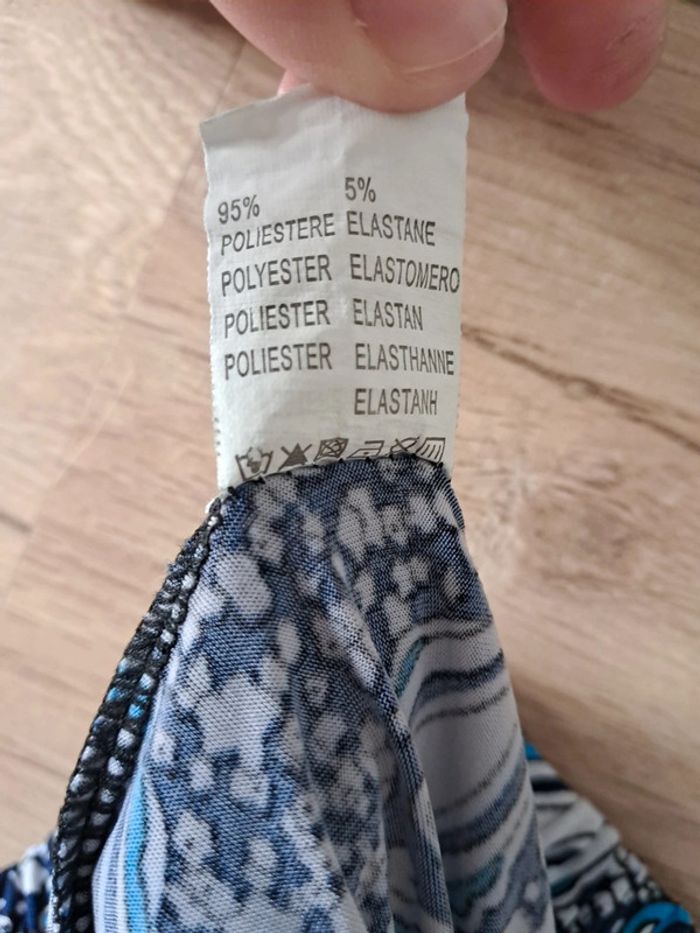 95% 5%
POLIESTERE ELASTANE
POLYESTER ELASTOMERO
POLIESTER ELASTAN
POLIESTER ELASTHANNE
ELASTANH